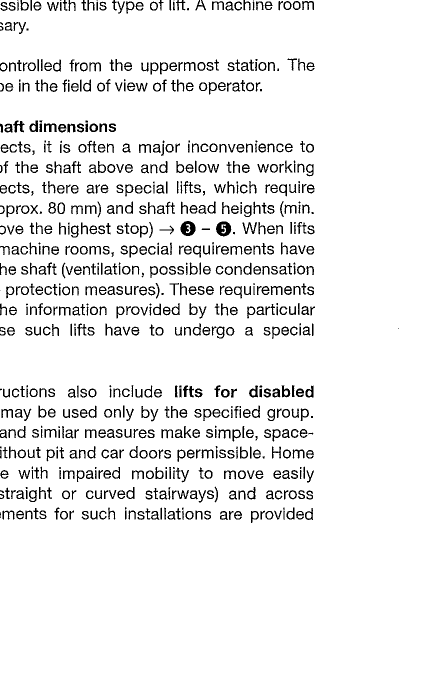 ssible with this type of lift. A machine room
sary.
ontrolled from the uppermost station. The
be in the field of view of the operator.
haft dimensions
ects, it is often a major inconvenience to
of the shaft above and below the working
ects, there are special lifts, which require
pprox. 80 mm) and shaft head heights (min.
ove the highest stop) → ❸ – ❺. When lifts
machine rooms, special requirements have
he shaft (ventilation, possible condensation
protection measures). These requirements
he information provided by the particular
se such lifts have to undergo a special
ructions also include lifts for disabled
may be used only by the specified group.
and similar measures make simple, space-
ithout pit and car doors permissible. Home
e with impaired mobility to move easily
straight or curved stairways) and across
ements for such installations are provided